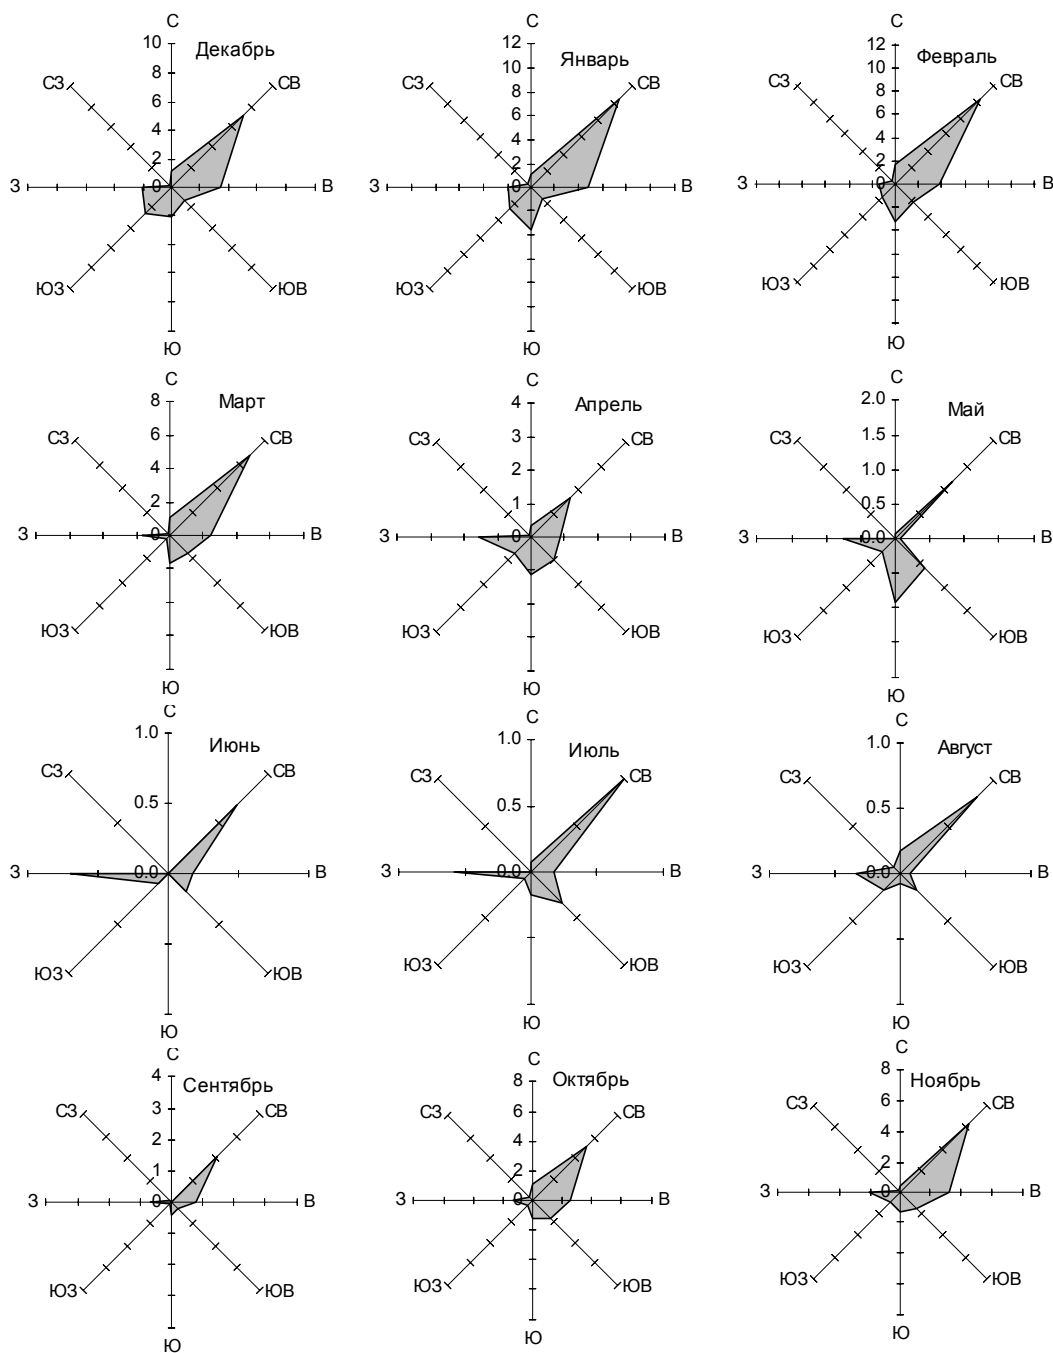 С
10
8
6
4
2
0
Декабрь
СЗ
СВ
З
В
ЮЗ
ЮВ
Ю
С
12
10
8
6
4
2
0
Январь
СЗ
СВ
З
В
ЮЗ
ЮВ
Ю
С
12
10
8
6
4
2
0
Февраль
СЗ
СВ
З
В
ЮЗ
ЮВ
Ю
С
8
6
4
2
0
Март
СЗ
СВ
З
В
ЮЗ
ЮВ
Ю
С
4
3
2
1
0
Апрель
СЗ
СВ
З
В
ЮЗ
ЮВ
Ю
С
2.0
1.5
1.0
0.5
0.0
Май
СЗ
СВ
З
В
ЮЗ
ЮВ
Ю
С
1.0
0.5
0.0
Июнь
СЗ
СВ
З
В
ЮЗ
ЮВ
Ю
С
1.0
0.5
0.0
Июль
СЗ
СВ
З
В
ЮЗ
ЮВ
Ю
С
1.0
0.5
0.0
Август
СЗ
СВ
З
В
ЮЗ
ЮВ
Ю
С
4
3
2
1
0
Сентябрь
СЗ
СВ
З
В
ЮЗ
ЮВ
Ю
С
8
6
4
2
0
Октябрь
СЗ
СВ
З
В
ЮЗ
ЮВ
Ю
С
8
6
4
2
0
Ноябрь
СЗ
СВ
З
В
ЮЗ
ЮВ
Ю